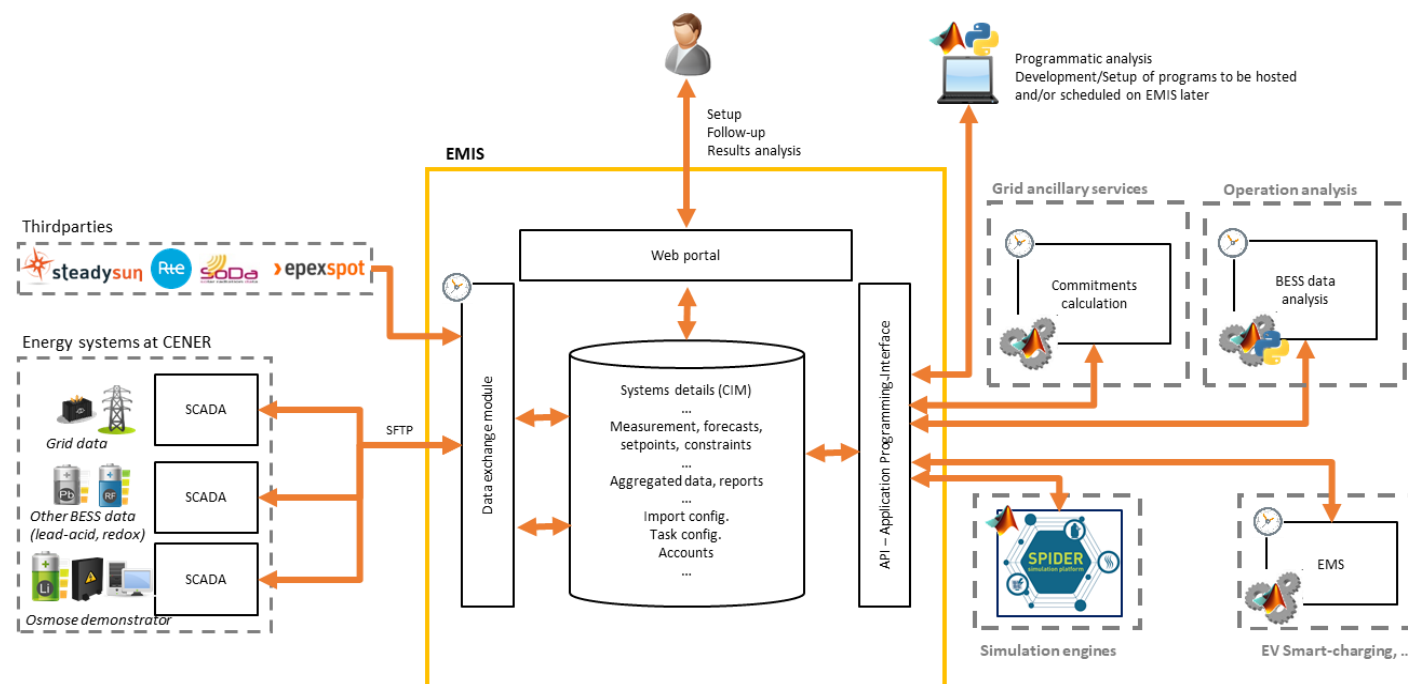 Programmatic analysis
Development/Setup of programs to be hosted
and/or scheduled on EMIS later
Setup
Follow-up
Results analysis
EMIS
Grid ancillary services
Operation analysis
Thirdparties
steadysun
Rte
SoDa
solar radiation data
epexspot
Web portal
Commitments
calculation
BESS data
analysis
Energy systems at CENER
SCADA
Grid data
SFTP
Data exchange module
Systems details (CIM)
...
Measurement, forecasts,
setpoints, constraints
...
Aggregated data, reports
...
Import config.
Task config.
Accounts
...
API – Application Programming Interface
Pb
RF
SCADA
Other BESS data
(lead-acid, redox)
Li
SCADA
Osmose demonstrator
SPIDER
simulation platform
EMS
Simulation engines
EV Smart-charging, ..